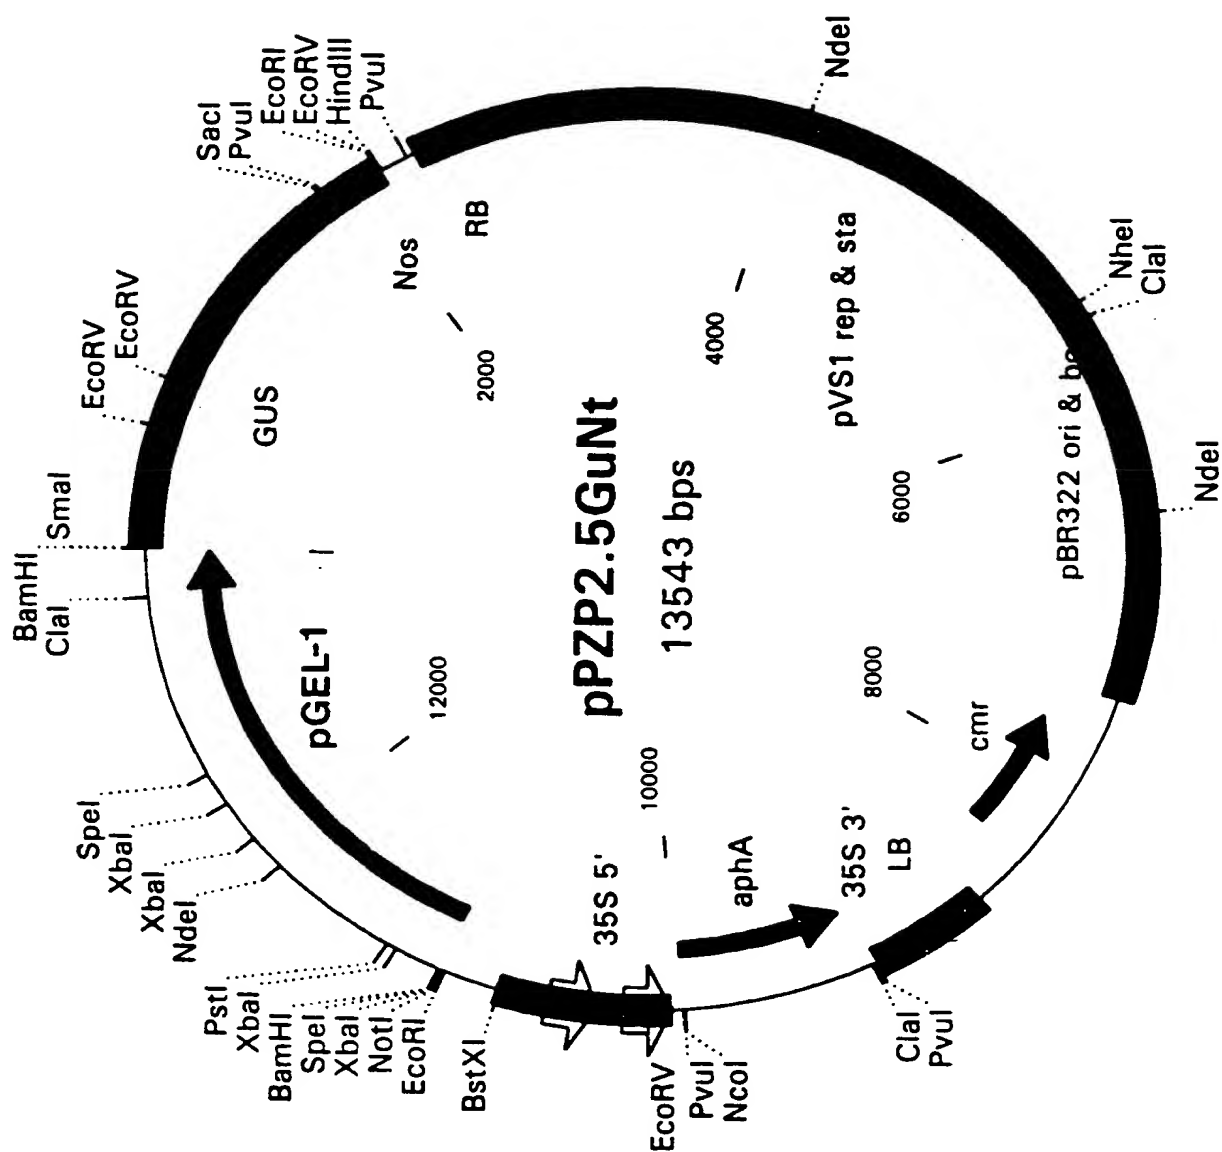 SacI
PvuI
EcoRI
EcoRV
HindIII
PvuI
NdeI
NheI
ClaI
NdeI
EcoRV
EcoRV
SmaI
BamHI
ClaI
SpeI
XbaI
XbaI
NdeI
PstI
XbaI
BamHI
SpeI
XbaI
NotI
EcoRI
BstXI
EcoRV
PvuI
NcoI
ClaI
PvuI
GUS
Nos
RB
pVS1 rep & sta
pBR322 ori & bo
cmr
LB
35S 3'
aphA
35S 5'
pGEL-1
2000
4000
6000
8000
10000
12000
pPZP2.5GuNt
13543 bps